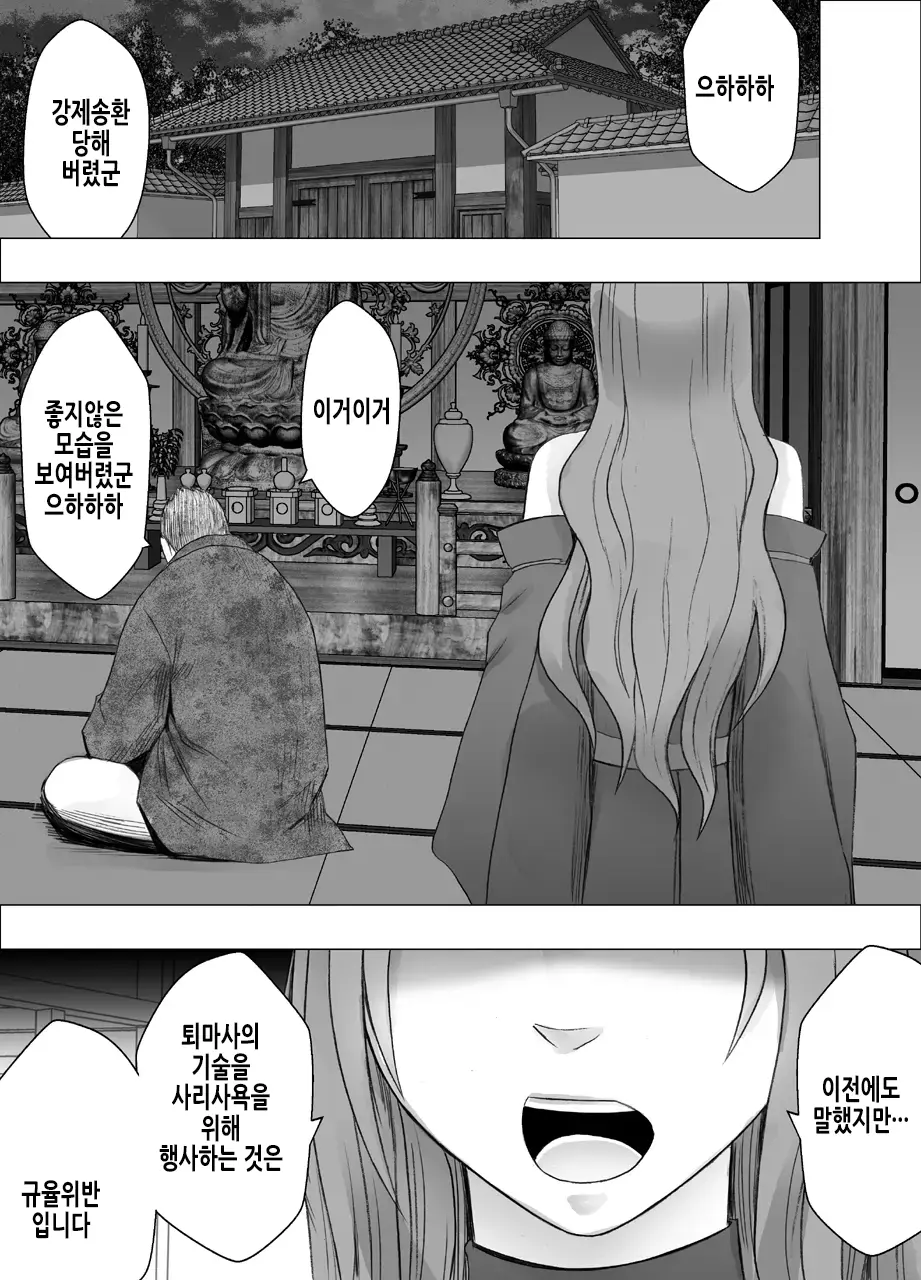 으하하하
강제송환
당해
버렸군
이거이거
좋지않은
모습을
보여버렸군
으하하하
이전에도
말했지만...
퇴마사의
기술을
사리사욕을
위해
행사하는 것은
규율위반
입니다